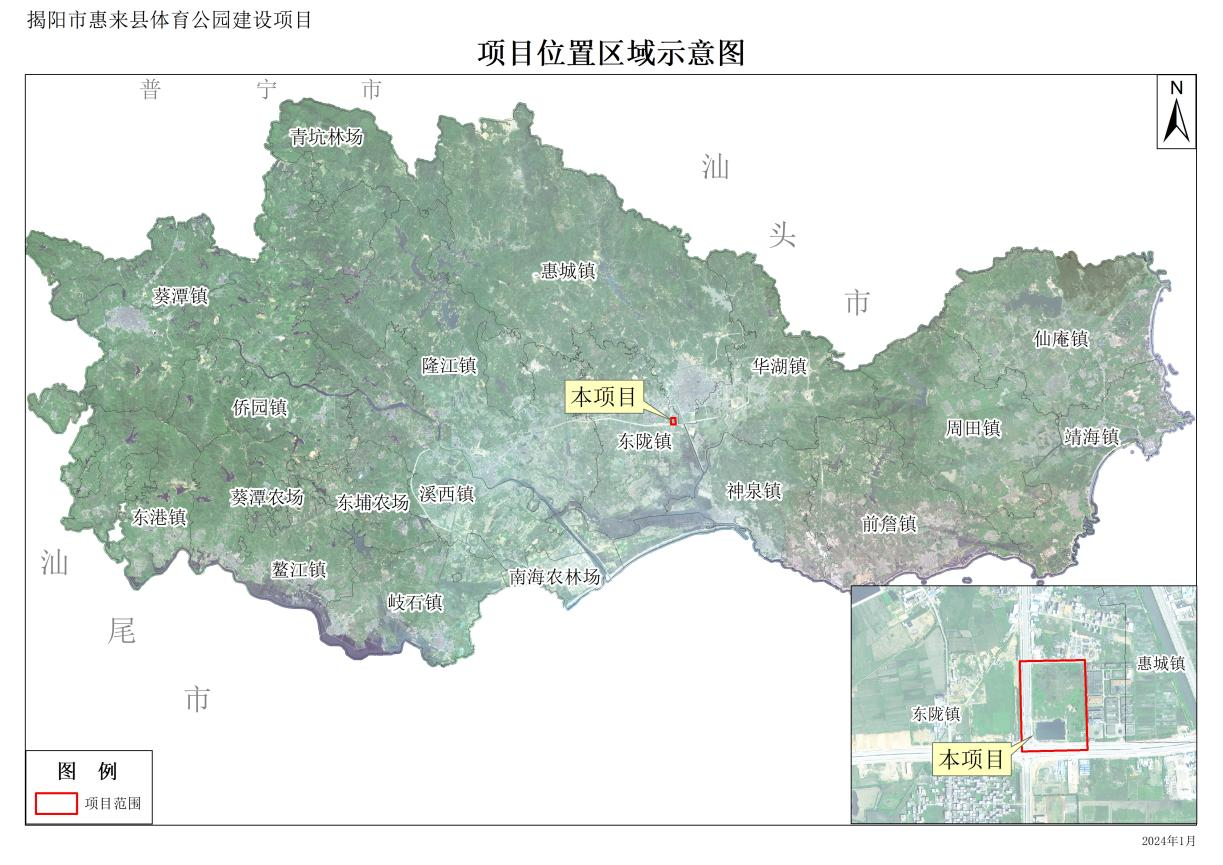 揭阳市惠来县体育公园建设项目
项目位置区域示意图
普宁市
N
青坑林场
汕头市
惠城镇
葵潭镇
仙庵镇
隆江镇
华湖镇
本项目
侨园镇
周田镇
靖海镇
东陇镇
葵潭农场
东埔农场
溪西镇
神泉镇
东港镇
前詹镇
汕尾市
鳌江镇
南海农林场
岐石镇
惠城镇
东陇镇
本项目
图 例
项目范围
2024年1月